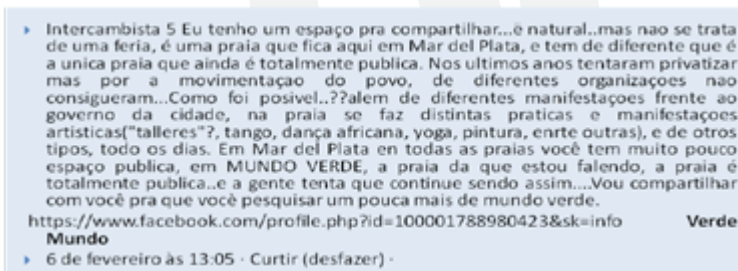 Intercambista 5 Eu tenho um espaço pra compartilhar...é natural..mas nao se trata
de uma feria, é uma praia que fica aqui em Mar del Plata, e tem de diferente que é
a unica praia que ainda é totalmente publica. Nos ultimos anos tentaram privatizar
mas por a movimentaçao do povo, de diferentes organizaçoes nao
consigueram...Como foi posivel..??alem de diferentes manifestaçoes frente ao
governo da cidade, na praia se faz distintas praticas e manifestaçoes
artisticas("talleres"?, tango, dança africana, yoga, pintura, enrte outras), e de otros
tipos, todo os dias. Em Mar del Plata en todas as praias você tem muito pouco
espaço publica, em MUNDO VERDE, a praia da que estou falendo, a praia é
totalmente publica..e a gente tenta que continue sendo assim....Vou compartilhar
com você pra que você pesquisar um pouca mais de mundo verde.
https://www.facebook.com/profile.php?id=100001788980423&sk=info Verde
Mundo
6 de fevereiro às 13:05 · Curtir (desfazer) ·